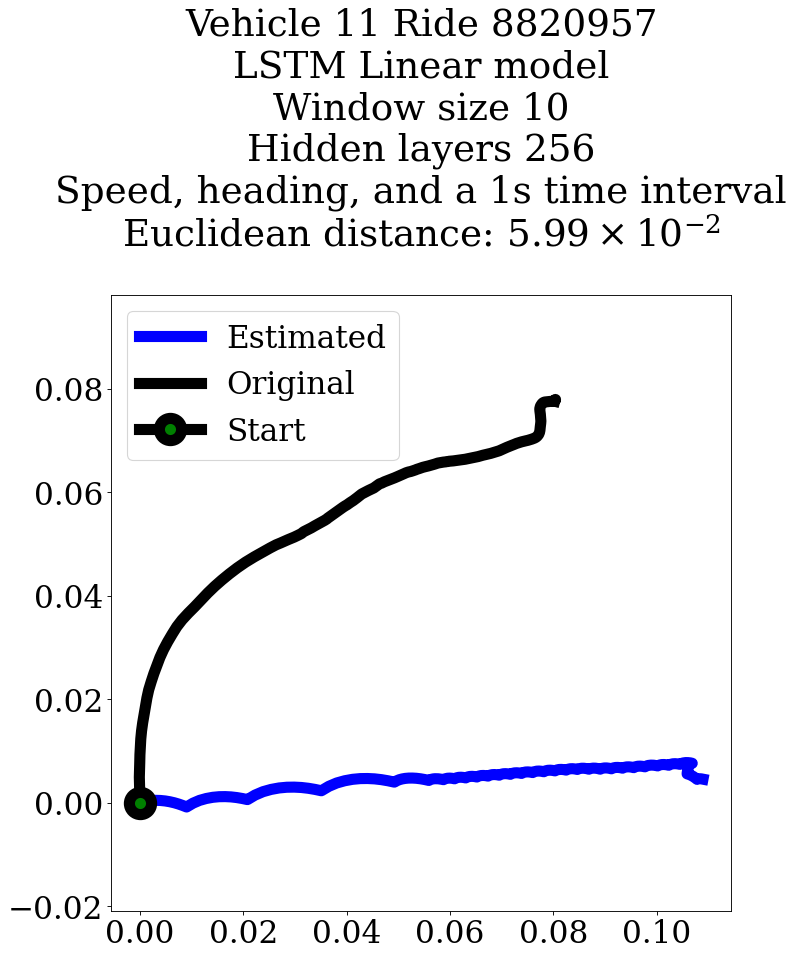 Vehicle 11 Ride 8820957
LSTM Linear model
Window size 10
Hidden layers 256
Speed, heading, and a 1s time interval
Euclidean distance: 5.99 × 10⁻²
Estimated
Original
Start
0.08
0.06
0.04
0.02
0.00
−0.02
0.00 0.02 0.04 0.06 0.08 0.10